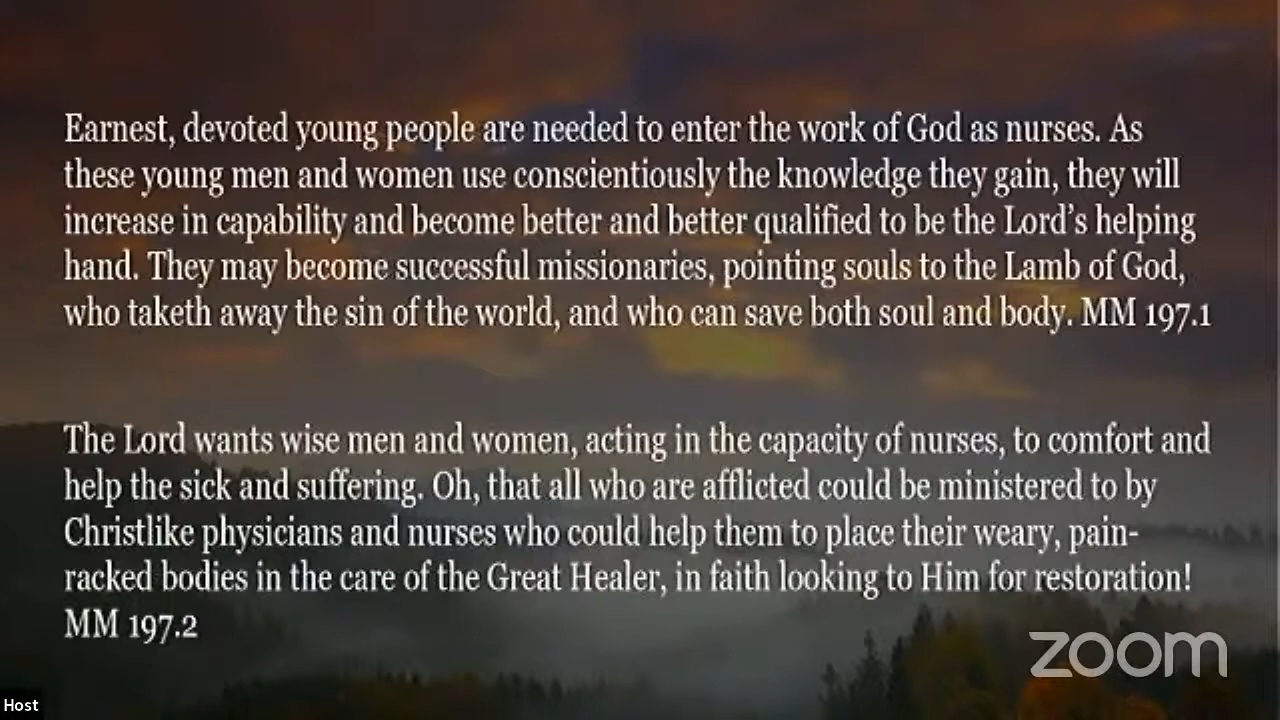 Earnest, devoted young people are needed to enter the work of God as nurses. As
these young men and women use conscientiously the knowledge they gain, they will
increase in capability and become better and better qualified to be the Lord’s helping
hand. They may become successful missionaries, pointing souls to the Lamb of God,
who taketh away the sin of the world, and who can save both soul and body. MM 197.1
The Lord wants wise men and women, acting in the capacity of nurses, to comfort and
help the sick and suffering. Oh, that all who are afflicted could be ministered to by
Christlike physicians and nurses who could help them to place their weary, pain-
racked bodies in the care of the Great Healer, in faith looking to Him for restoration!
MM 197.2
zoom
Host